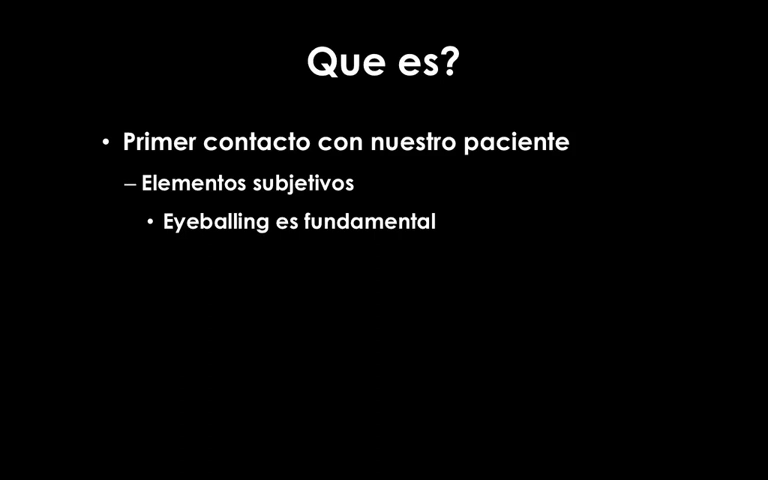 Que es?
• Primer contacto con nuestro paciente
– Elementos subjetivos
• Eyeballing es fundamental